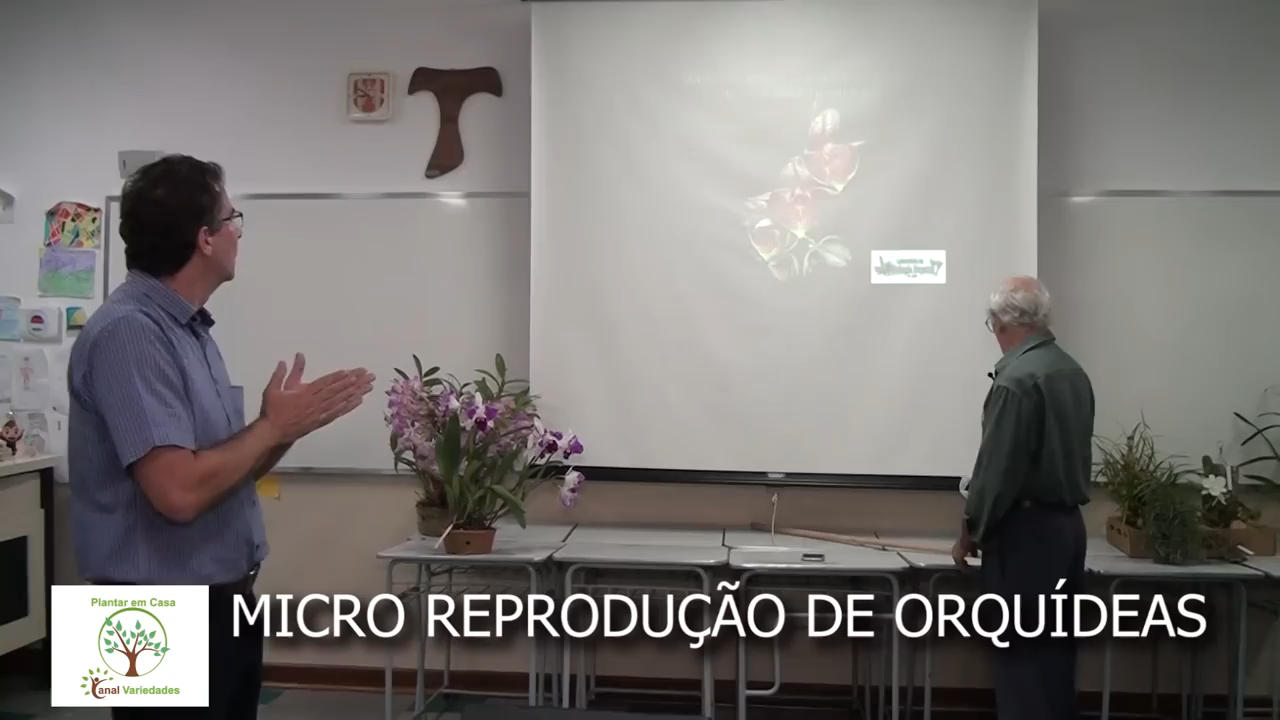 Plantar em Casa
Canal Variedades
MICRO REPRODUÇÃO DE ORQUÍDEAS